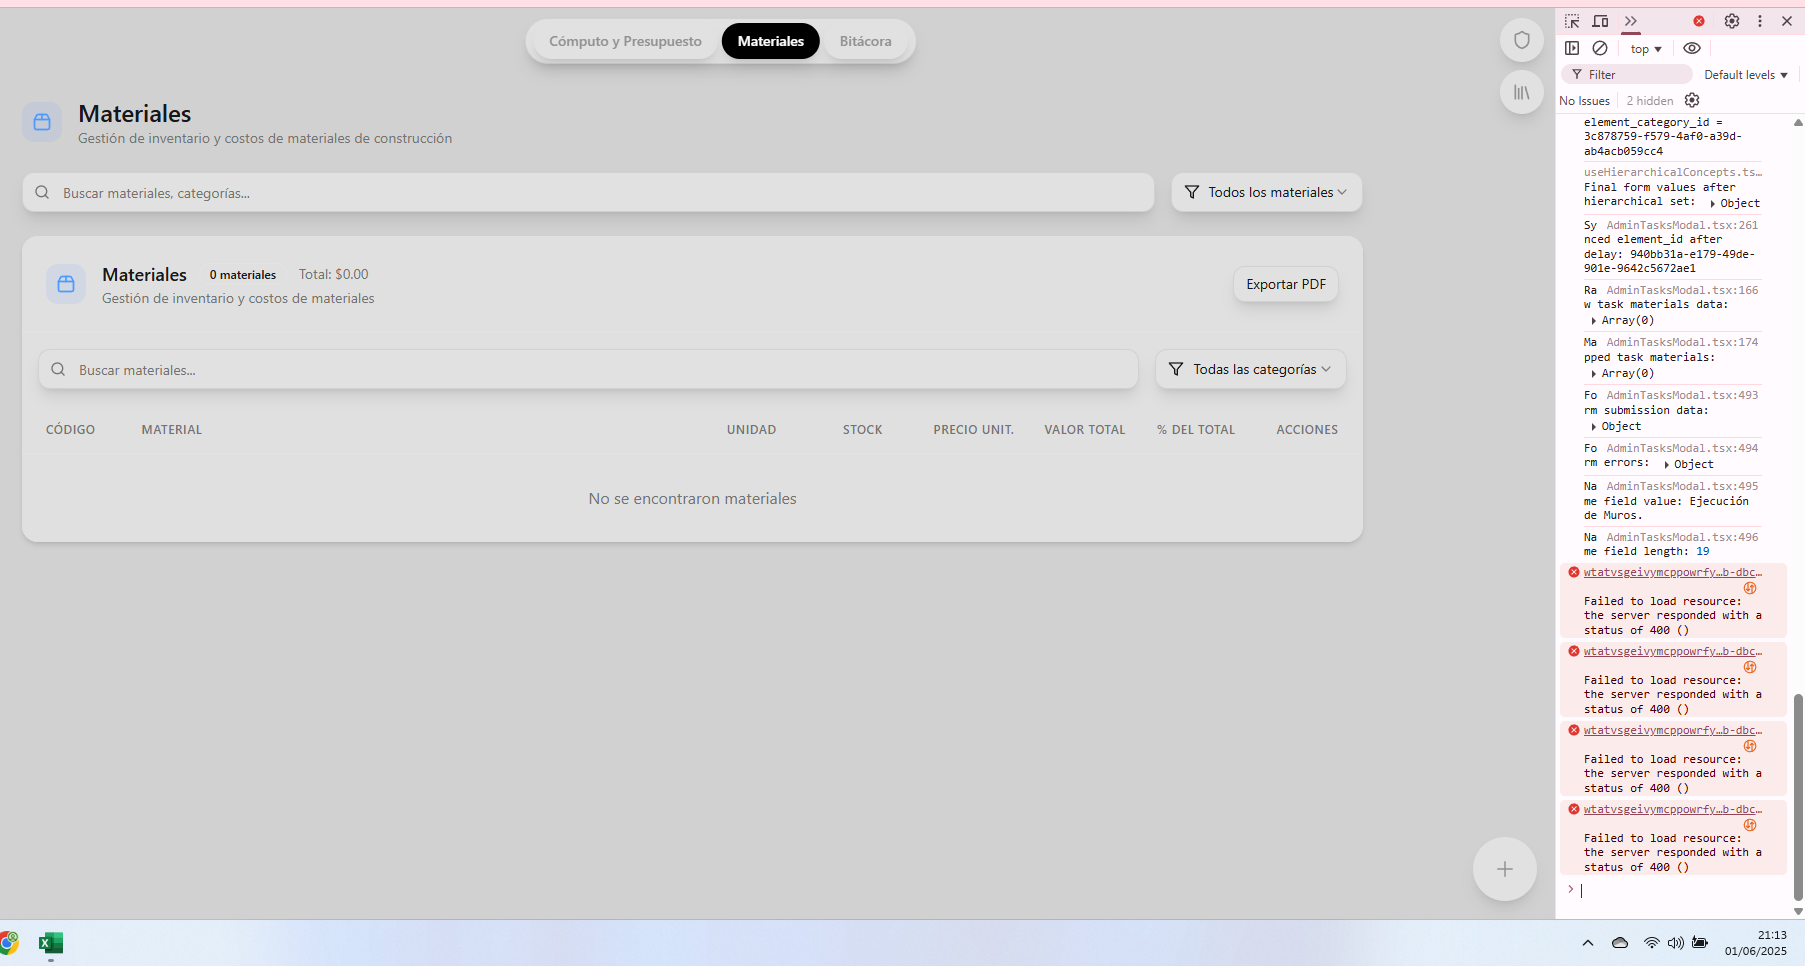 Cómputo y Presupuesto
Materiales
Bitácora
Materiales
Gestión de inventario y costos de materiales de construcción
Buscar materiales, categorías...
Todos los materiales
Materiales 0 materiales Total: $0.00
Gestión de inventario y costos de materiales
Exportar PDF
Buscar materiales...
Todas las categorías
CÓDIGO MATERIAL UNIDAD STOCK PRECIO UNIT. VALOR TOTAL % DEL TOTAL ACCIONES
No se encontraron materiales
top
Filter
Default levels
No Issues 2 hidden
element_category_id =
3c878759-f579-4af0-a39d-
ab4acb059cc4
useHierarchicalConcepts.ts…
Final form values after
hierarchical set: Object
Sy AdminTasksModal.tsx:261
nced element_id after
delay: 940bb31a-e179-49de-
901e-9642c5672ae1
Ra AdminTasksModal.tsx:166
w task materials data:
Array(0)
Ma AdminTasksModal.tsx:174
pped task materials:
Array(0)
Fo AdminTasksModal.tsx:493
rm submission data:
Object
Fo AdminTasksModal.tsx:494
rm errors: Object
Na AdminTasksModal.tsx:495
me field value: Ejecución
de Muros.
Na AdminTasksModal.tsx:496
me field length: 19
wtatvsgeivymcppowrfy…b-dbc…
Failed to load resource:
the server responded with a
status of 400 ()
wtatvsgeivymcppowrfy…b-dbc…
Failed to load resource:
the server responded with a
status of 400 ()
wtatvsgeivymcppowrfy…b-dbc…
Failed to load resource:
the server responded with a
status of 400 ()
wtatvsgeivymcppowrfy…b-dbc…
Failed to load resource:
the server responded with a
status of 400 ()
21:13
01/06/2025